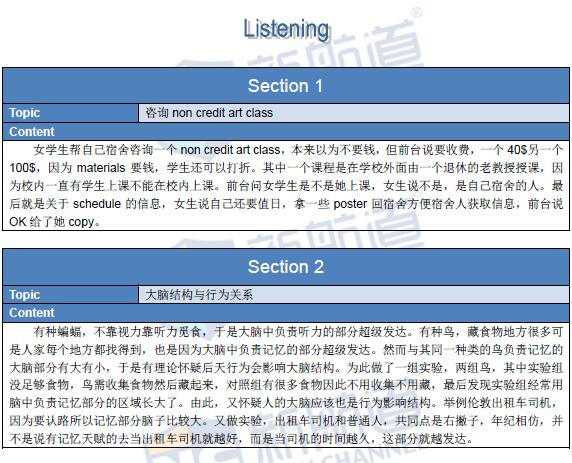 Listening
新航道®
Section 1
Topic 咨询 non credit art class
Content
女学生帮自己宿舍咨询一个 non credit art class，本来以为不要钱，但前台说要收费，一个 40$另一个
100$，因为 materials 要钱，学生还可以打折。其中一个课程是在学校外面由一个退休的老教授授课，因
为校内一直有学生上课不能在校内上课。前台问女学生是不是她上课，女生说不是，是自己宿舍的人。最
后就是关于 schedule 的信息，女生说自己还要值日，拿一些 poster 回宿舍方便宿舍人获取信息，前台说
OK 给了她 copy。
Section 2
Topic 大脑结构与行为关系
Content
有种蝙蝠，不靠视力靠听力觅食，于是大脑中负责听力的部分超级发达。有种鸟，藏食物地方很多可
是人家每个地方都找得到，也是因为大脑中负责记忆的部分超级发达。然而与其同一种类的鸟负责记忆的
大脑部分有大有小，于是有理论怀疑后天行为会影响大脑结构。为此做了一组实验，两组鸟，其中实验组
没足够食物，鸟需收集食物然后藏起来，对照组有很多食物因此不用收集不用藏，最后发现实验组经常用
脑中负责记忆部分的区域长大了。由此，又怀疑人的大脑应该也是行为影响结构。举例伦敦出租车司机，
因为要认路所以记忆部分脑子比较大。又做实验，出租车司机和普通人，共同点是右撇子，年纪相仿，并
不是说有记忆天赋的去当出租车司机就越好，而是当司机的时间越久，这部分就越发达。
新航道
CHANNEL